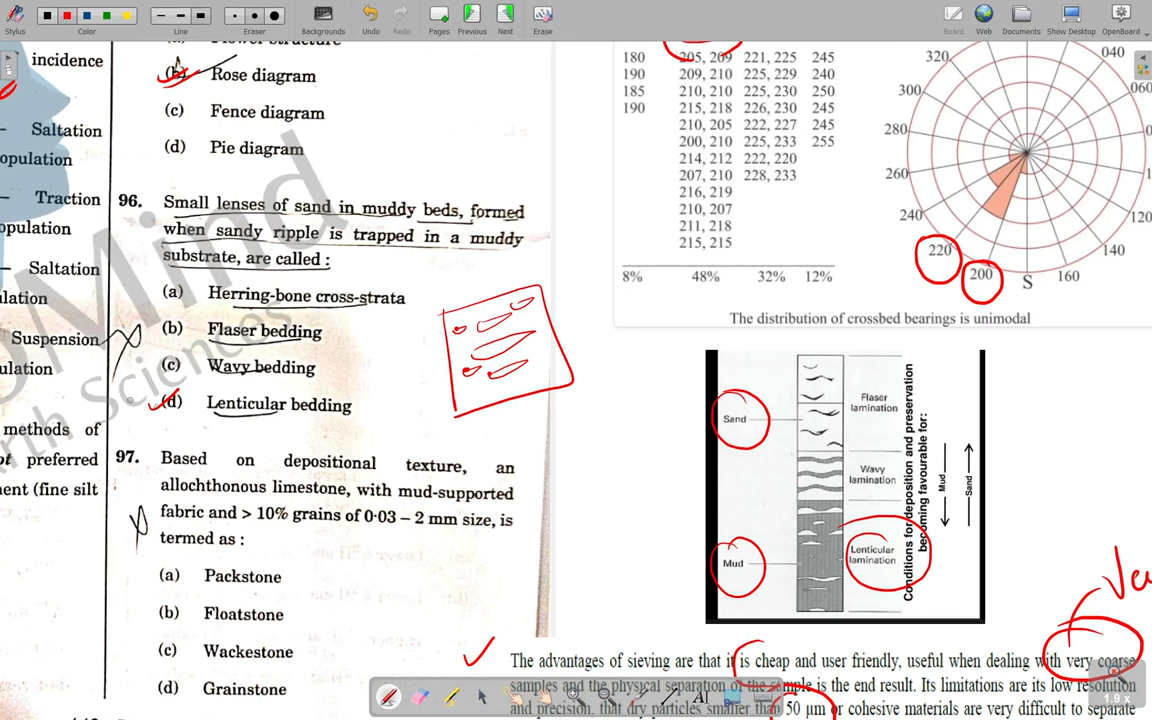 Stylus
Color
Line
Eraser
Backgrounds
Undo
Redo
Pages
Previous
Next
Erase
Board
Web
Documents
OpenBoard
incidence
Saltation
opulation
Traction
opulation
Saltation
ulation
Suspension
ulation
methods of
ot preferred
ment (fine silt
Rose diagram
(c) Fence diagram
(d) Pie diagram
96. Small lenses of sand in muddy beds, formed
when sandy ripple is trapped in a muddy
substrate, are called :
(a) Herring-bone cross-strata
(b) Flaser bedding
(c) Wavy bedding
(d) Lenticular bedding
97. Based on depositional texture, an
allochthonous limestone, with mud-supported
fabric and > 10% grains of 0·03 – 2 mm size, is
termed as :
(a) Packstone
(b) Floatstone
(c) Wackestone
(d) Grainstone
Mind
Earth Sciences
180 205, 209 221, 225 245
190 209, 210 225, 229 240
185 210, 210 225, 230 250
190 215, 218 226, 230 245
210, 205 222, 227 245
200, 210 225, 233 255
214, 212 222, 220
207, 210 228, 233
216, 219
210, 207
211, 218
215, 215
8% 48% 32% 12%
320
040
300
060
280
260
240
120
220
140
200
S
160
The distribution of crossbed bearings is unimodal
Sand
Mud
Flaser
lamination
Wavy
lamination
Lenticular
lamination
Conditions for deposition and preservation
becoming favourable for:
Mud
Sand
The advantages of sieving are that it is cheap and user friendly, useful when dealing with very coarse
samples and the physical separation of the sample is the end result. Its limitations are its low resolution
and precision, that dry particles smaller than 50 μm or cohesive materials are very difficult to separate
1.9 x